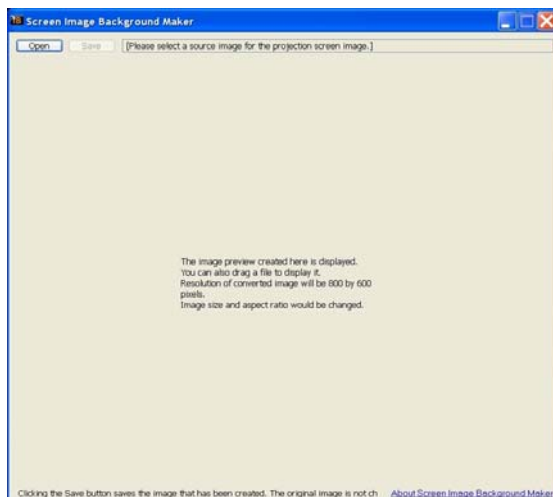 Screen Image Background Maker
Open Save [Please select a source image for the projection screen image.]
The image preview created here is displayed.
You can also drag a file to display it.
Resolution of converted image will be 800 by 600
pixels.
Image size and aspect ratio would be changed.
Clicking the Save button saves the image that has been created. The original image is not ch About Screen Image Background Maker